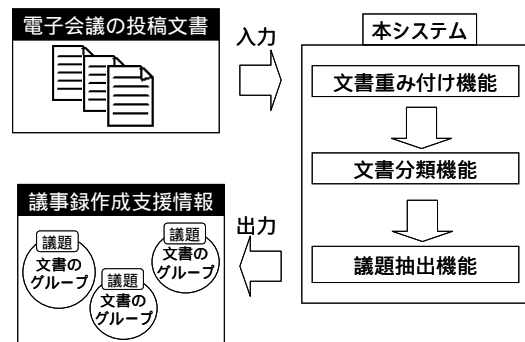 電子会議の投稿文書
入力
本システム
文書重み付け機能
文書分類機能
議題抽出機能
出力
議事録作成支援情報
議題
文書の
グループ
議題
文書の
グループ
議題
文書の
グループ